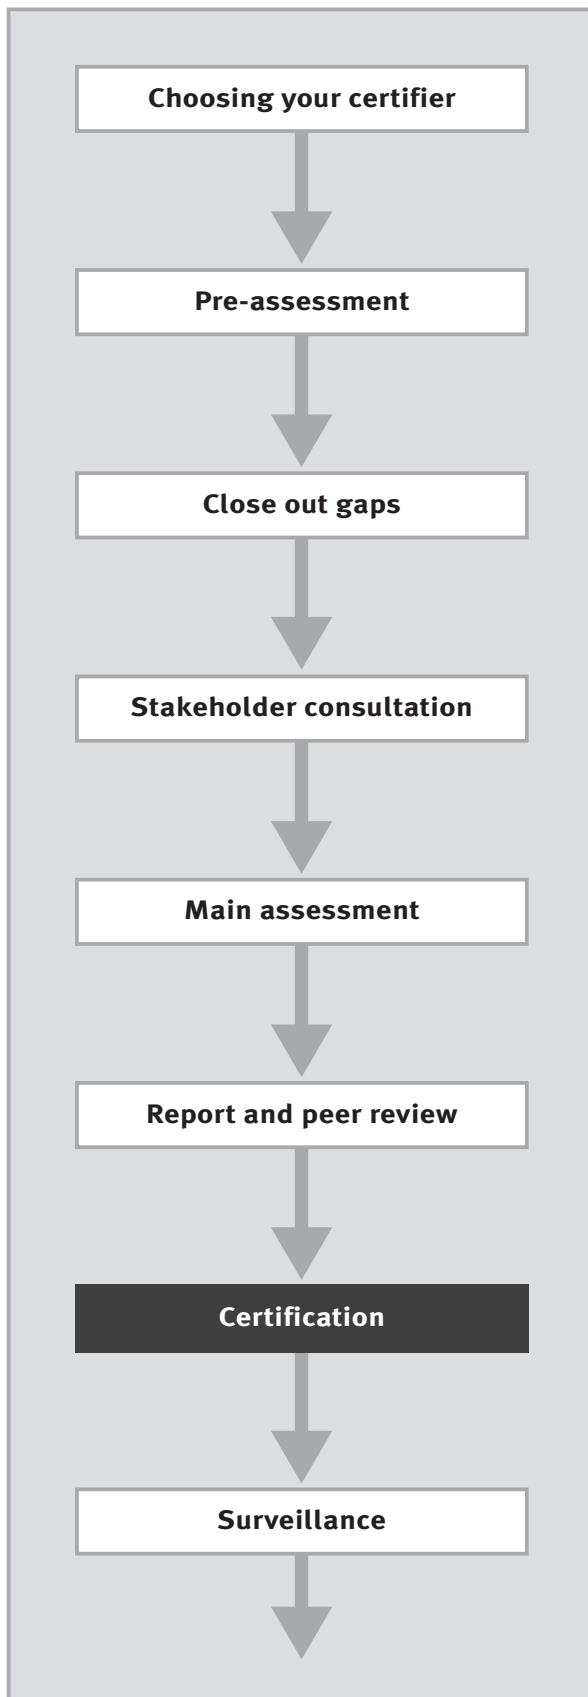 Choosing your certifier
Pre-assessment
Close out gaps
Stakeholder consultation
Main assessment
Report and peer review
Certification
Surveillance